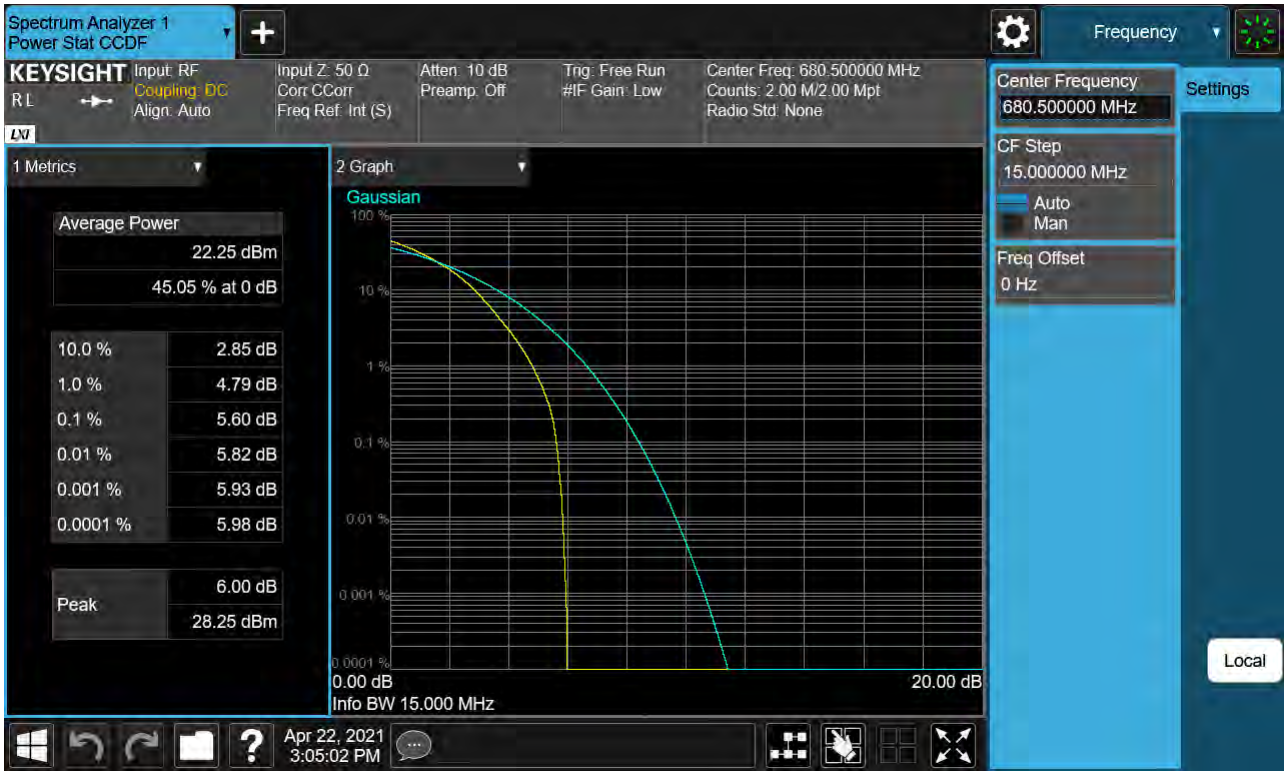 Spectrum Analyzer 1
Power Stat CCDF
+
Frequency
KEYSIGHT
RL
LXI
Input: RF
Coupling: DC
Align: Auto
Input Z: 50 Ω
Corr CCorr
Freq Ref: Int (S)
Atten: 10 dB
Preamp: Off
Trig: Free Run
#IF Gain: Low
Center Freq: 680.500000 MHz
Counts: 2.00 M/2.00 Mpt
Radio Std: None
Center Frequency
680.500000 MHz
Settings
CF Step
15.000000 MHz
Auto
Man
Freq Offset
0 Hz
1 Metrics
Average Power
22.25 dBm
45.05 % at 0 dB
10.0 % 2.85 dB
1.0 % 4.79 dB
0.1 % 5.60 dB
0.01 % 5.82 dB
0.001 % 5.93 dB
0.0001 % 5.98 dB
Peak
6.00 dB
28.25 dBm
2 Graph
Gaussian
100 %
10 %
1 %
0.1 %
0.01 %
0.001 %
0.0001 %
0.00 dB
20.00 dB
Info BW 15.000 MHz
Local
?
Apr 22, 2021
3:05:02 PM